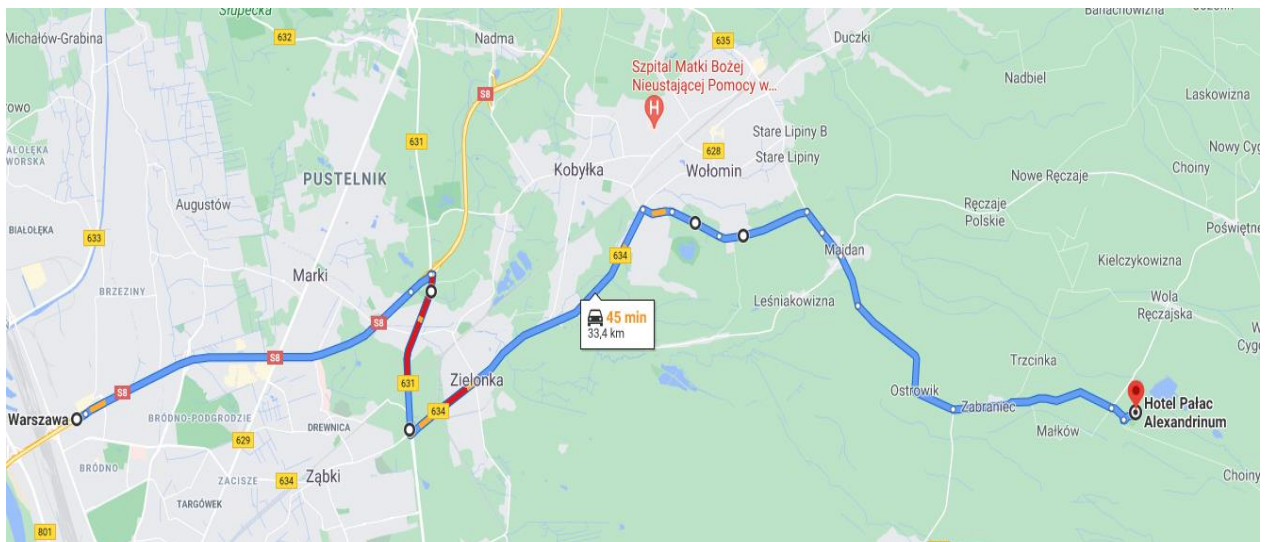 Słupecka
Michałów-Grabina
632
Nadma
635
Duczki
Nadbiel
Laskowizna
S8
Szpital Matki Bożej
Nieustającej Pomocy w...
H
631
628
Stare Lipiny B
Stare Lipiny
Nowy Cyg
Choiny
PUSTELNIK
Kobyłka
Wołomin
Nowe Ręczaje
Ręczaje
Polskie
Augustów
BIAŁOŁĘKA
633
634
Majdan
Poświętne
Kielczykowizna
Marki
BRZEZINY
Leśniakowizna
Wola
Ręczajska
45 min
33,4 km
S8
S8
Trzcinka
S8
631
Zielonka
634
Ostrowik
Zabraniec
Hotel Pałac
Alexandrinum
Warszawa
BRÓDNO-PODGRODZIE
DREWNICA
629
Małków
BRÓDNO
ZACISZE
634
Ząbki
Choiny
TARGÓWEK
801